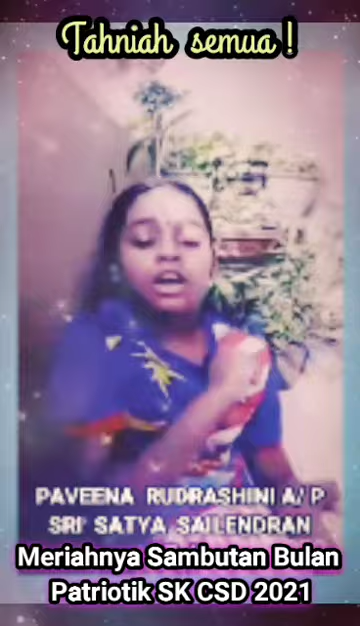 Tahniah semua !
PAVEENA RUDRASHINI A/ P
SRI SATYA SAILENDRAN
Meriahnya Sambutan Bulan
Patriotik SK CSD 2021